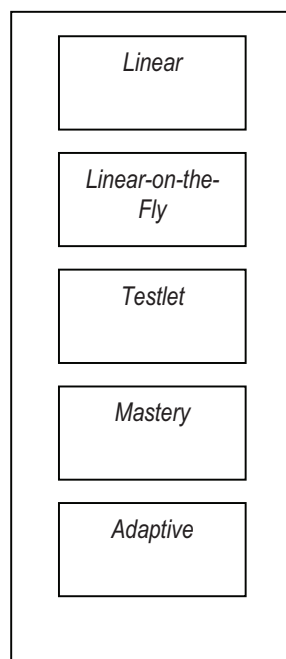 Linear
Linear-on-the-
Fly
Testlet
Mastery
Adaptive